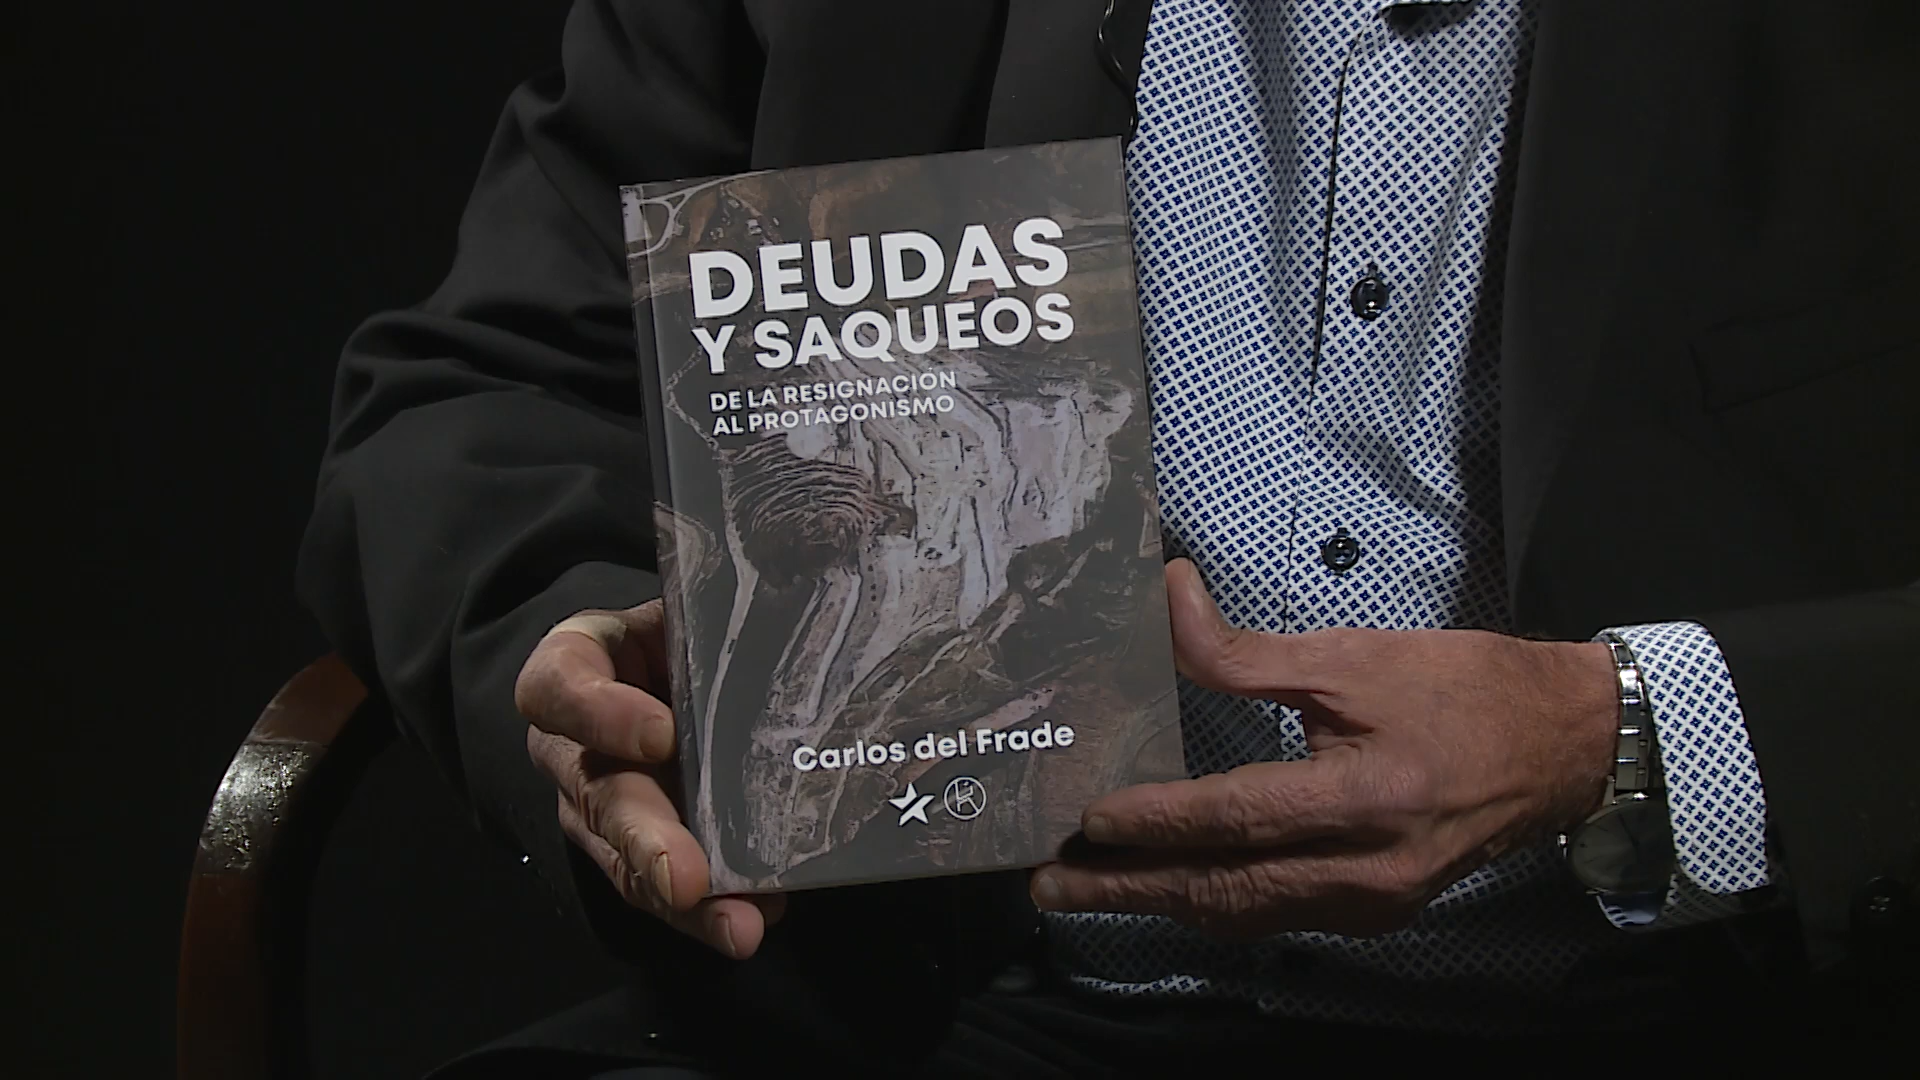 DEUDAS
Y SAQUEOS
DE LA RESIGNACIÓN
AL PROTAGONISMO
Carlos del Frade